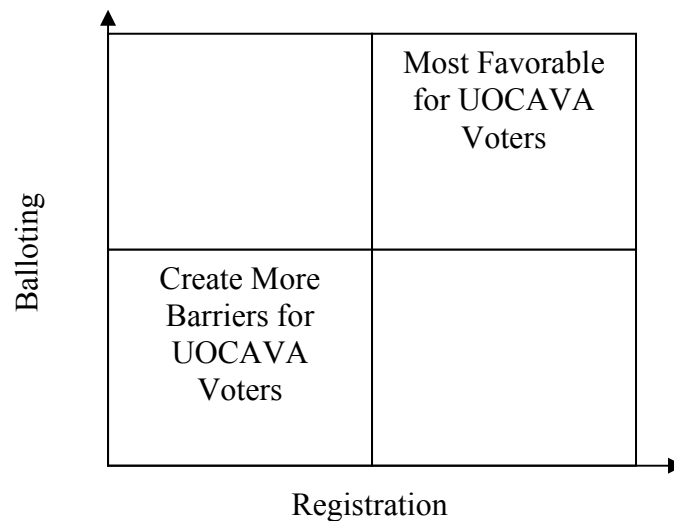 Most Favorable
for UOCAVA
Voters
Balloting
Create More
Barriers for
UOCAVA
Voters
Registration